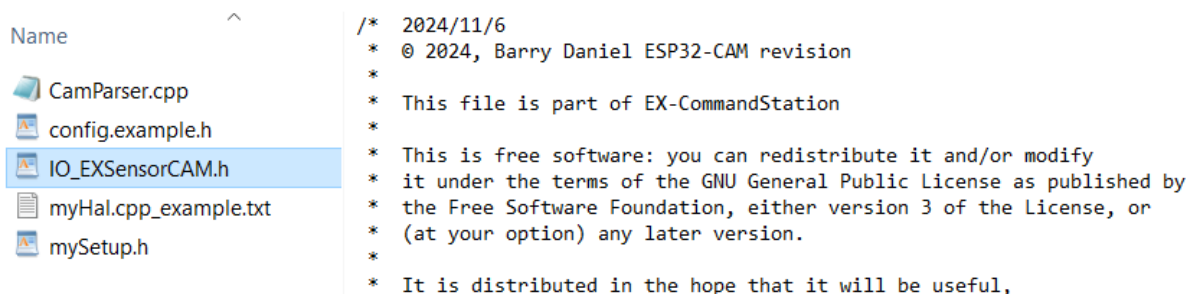 Name
CamParser.cpp
config.example.h
IO_EXSensorCAM.h
myHal.cpp_example.txt
mySetup.h
/* 2024/11/6
* © 2024, Barry Daniel ESP32-CAM revision
*
* This file is part of EX-CommandStation
*
* This is free software: you can redistribute it and/or modify
* it under the terms of the GNU General Public License as published by
* the Free Software Foundation, either version 3 of the License, or
* (at your option) any later version.
*
* It is distributed in the hope that it will be useful,